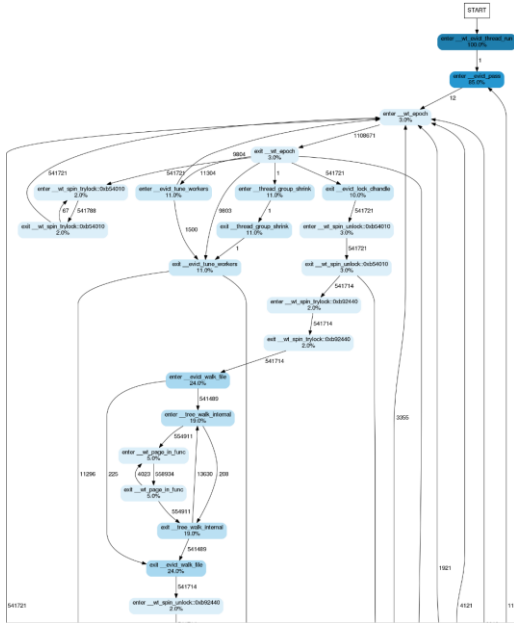 START
enter __wt_evict_thread_run
100.0%
1
enter __evict_pass
85.0%
12
enter __wt_epoch
3.0%
1108671
exit __wt_epoch
3.0%
541721
9804
541721
11304
1
541721
enter __wt_spin_trylock::0xb54010
2.0%
enter __evict_tune_workers
11.0%
enter __thread_group_shrink
11.0%
exit __evict_lock_dhandle
10.0%
67
541788
1500
9803
1
541721
exit __wt_spin_trylock::0xb54010
2.0%
exit __thread_group_shrink
11.0%
enter __wt_spin_unlock::0xb54010
3.0%
1
541721
exit __evict_tune_workers
11.0%
exit __wt_spin_unlock::0xb54010
3.0%
541714
enter __wt_spin_trylock::0xb92440
2.0%
541714
exit __wt_spin_trylock::0xb92440
2.0%
541714
enter __evict_walk_file
24.0%
541489
enter __tree_walk_internal
19.0%
3355
554911
enter __wt_page_in_func
5.0%
11296
225
4023
558934
13630
288
exit __wt_page_in_func
5.0%
554911
exit __tree_walk_internal
19.0%
541489
exit __evict_walk_file
24.0%
1921
541714
enter __wt_spin_unlock::0xb92440
2.0%
541721
4121
11